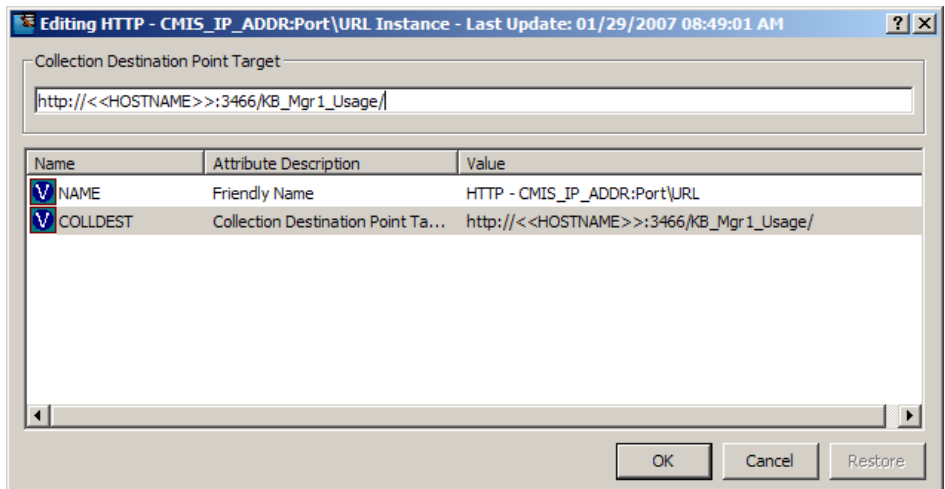 Editing HTTP - CMIS_IP_ADDR:Port\URL Instance - Last Update: 01/29/2007 08:49:01 AM
Collection Destination Point Target
http://<<HOSTNAME>>:3466/KB_Mgr1_Usage/
Name Attribute Description Value
V NAME Friendly Name HTTP - CMIS_IP_ADDR:Port\URL
V COLLDEST Collection Destination Point Ta... http://<<HOSTNAME>>:3466/KB_Mgr1_Usage/
OK Cancel Restore